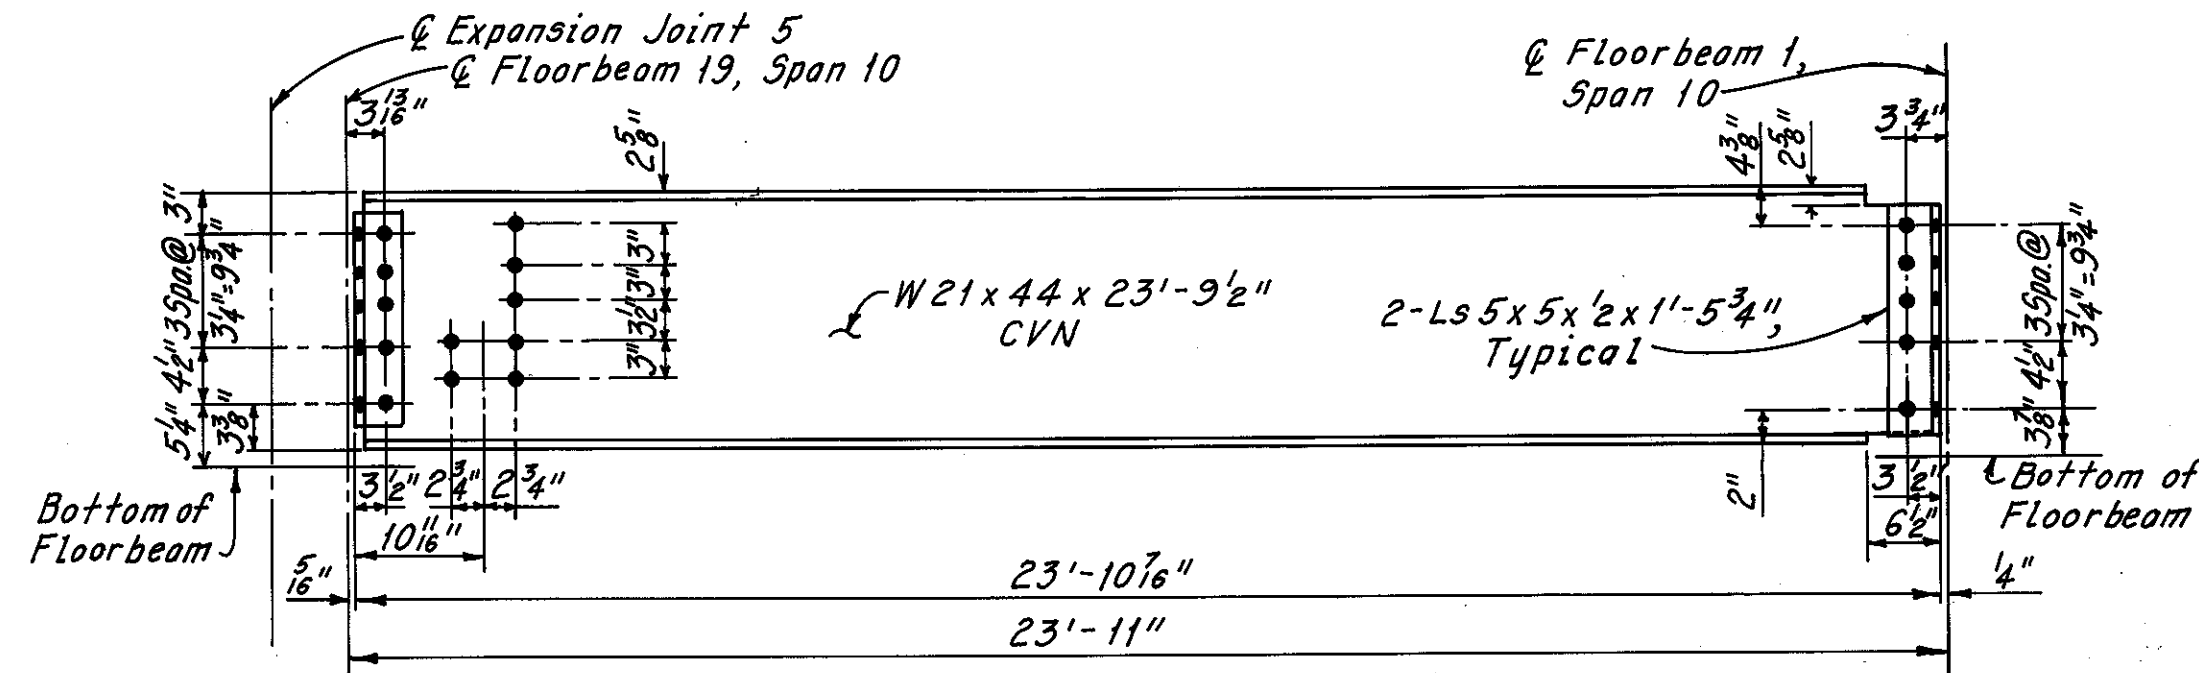 ℄ Expansion Joint 5
℄ Floorbeam 19, Span 10
℄ Floorbeam 1,
Span 10
3 13/16"
2 5/8"
4 3/8"
2 5/8"
3 3/4"
3"
3 Spa. @
3 1/4" = 9 3/4"
4 1/2"
5 1/4"
3 3/8"
3"
3"
3 1/2"
3"
W 21 x 44 x 23'-9 1/2"
CVN
2-Ls 5 x 5 x 1/2 x 1'-5 3/4",
Typical
3 Spa. @
3 1/4" = 9 3/4"
4 1/2"
3 7/8"
Bottom of
Floorbeam
3 1/2"
2 3/4"
2 3/4"
10 11/16"
2"
3 1/2"
6 1/2"
Bottom of
Floorbeam
5/16"
23'-10 7/16"
1/4"
23'-11"